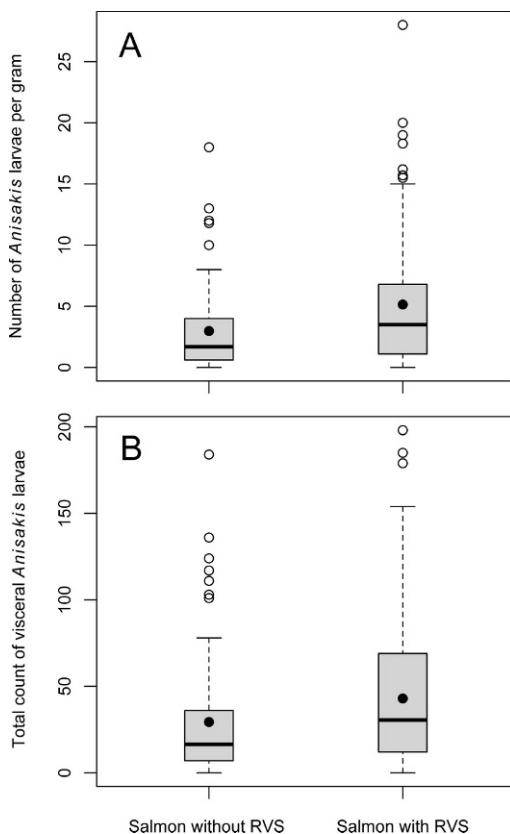 A
Number of Anisakis larvae per gram
25
20
15
10
5
0
B
Total count of visceral Anisakis larvae
200
150
100
50
0
Salmon without RVS Salmon with RVS